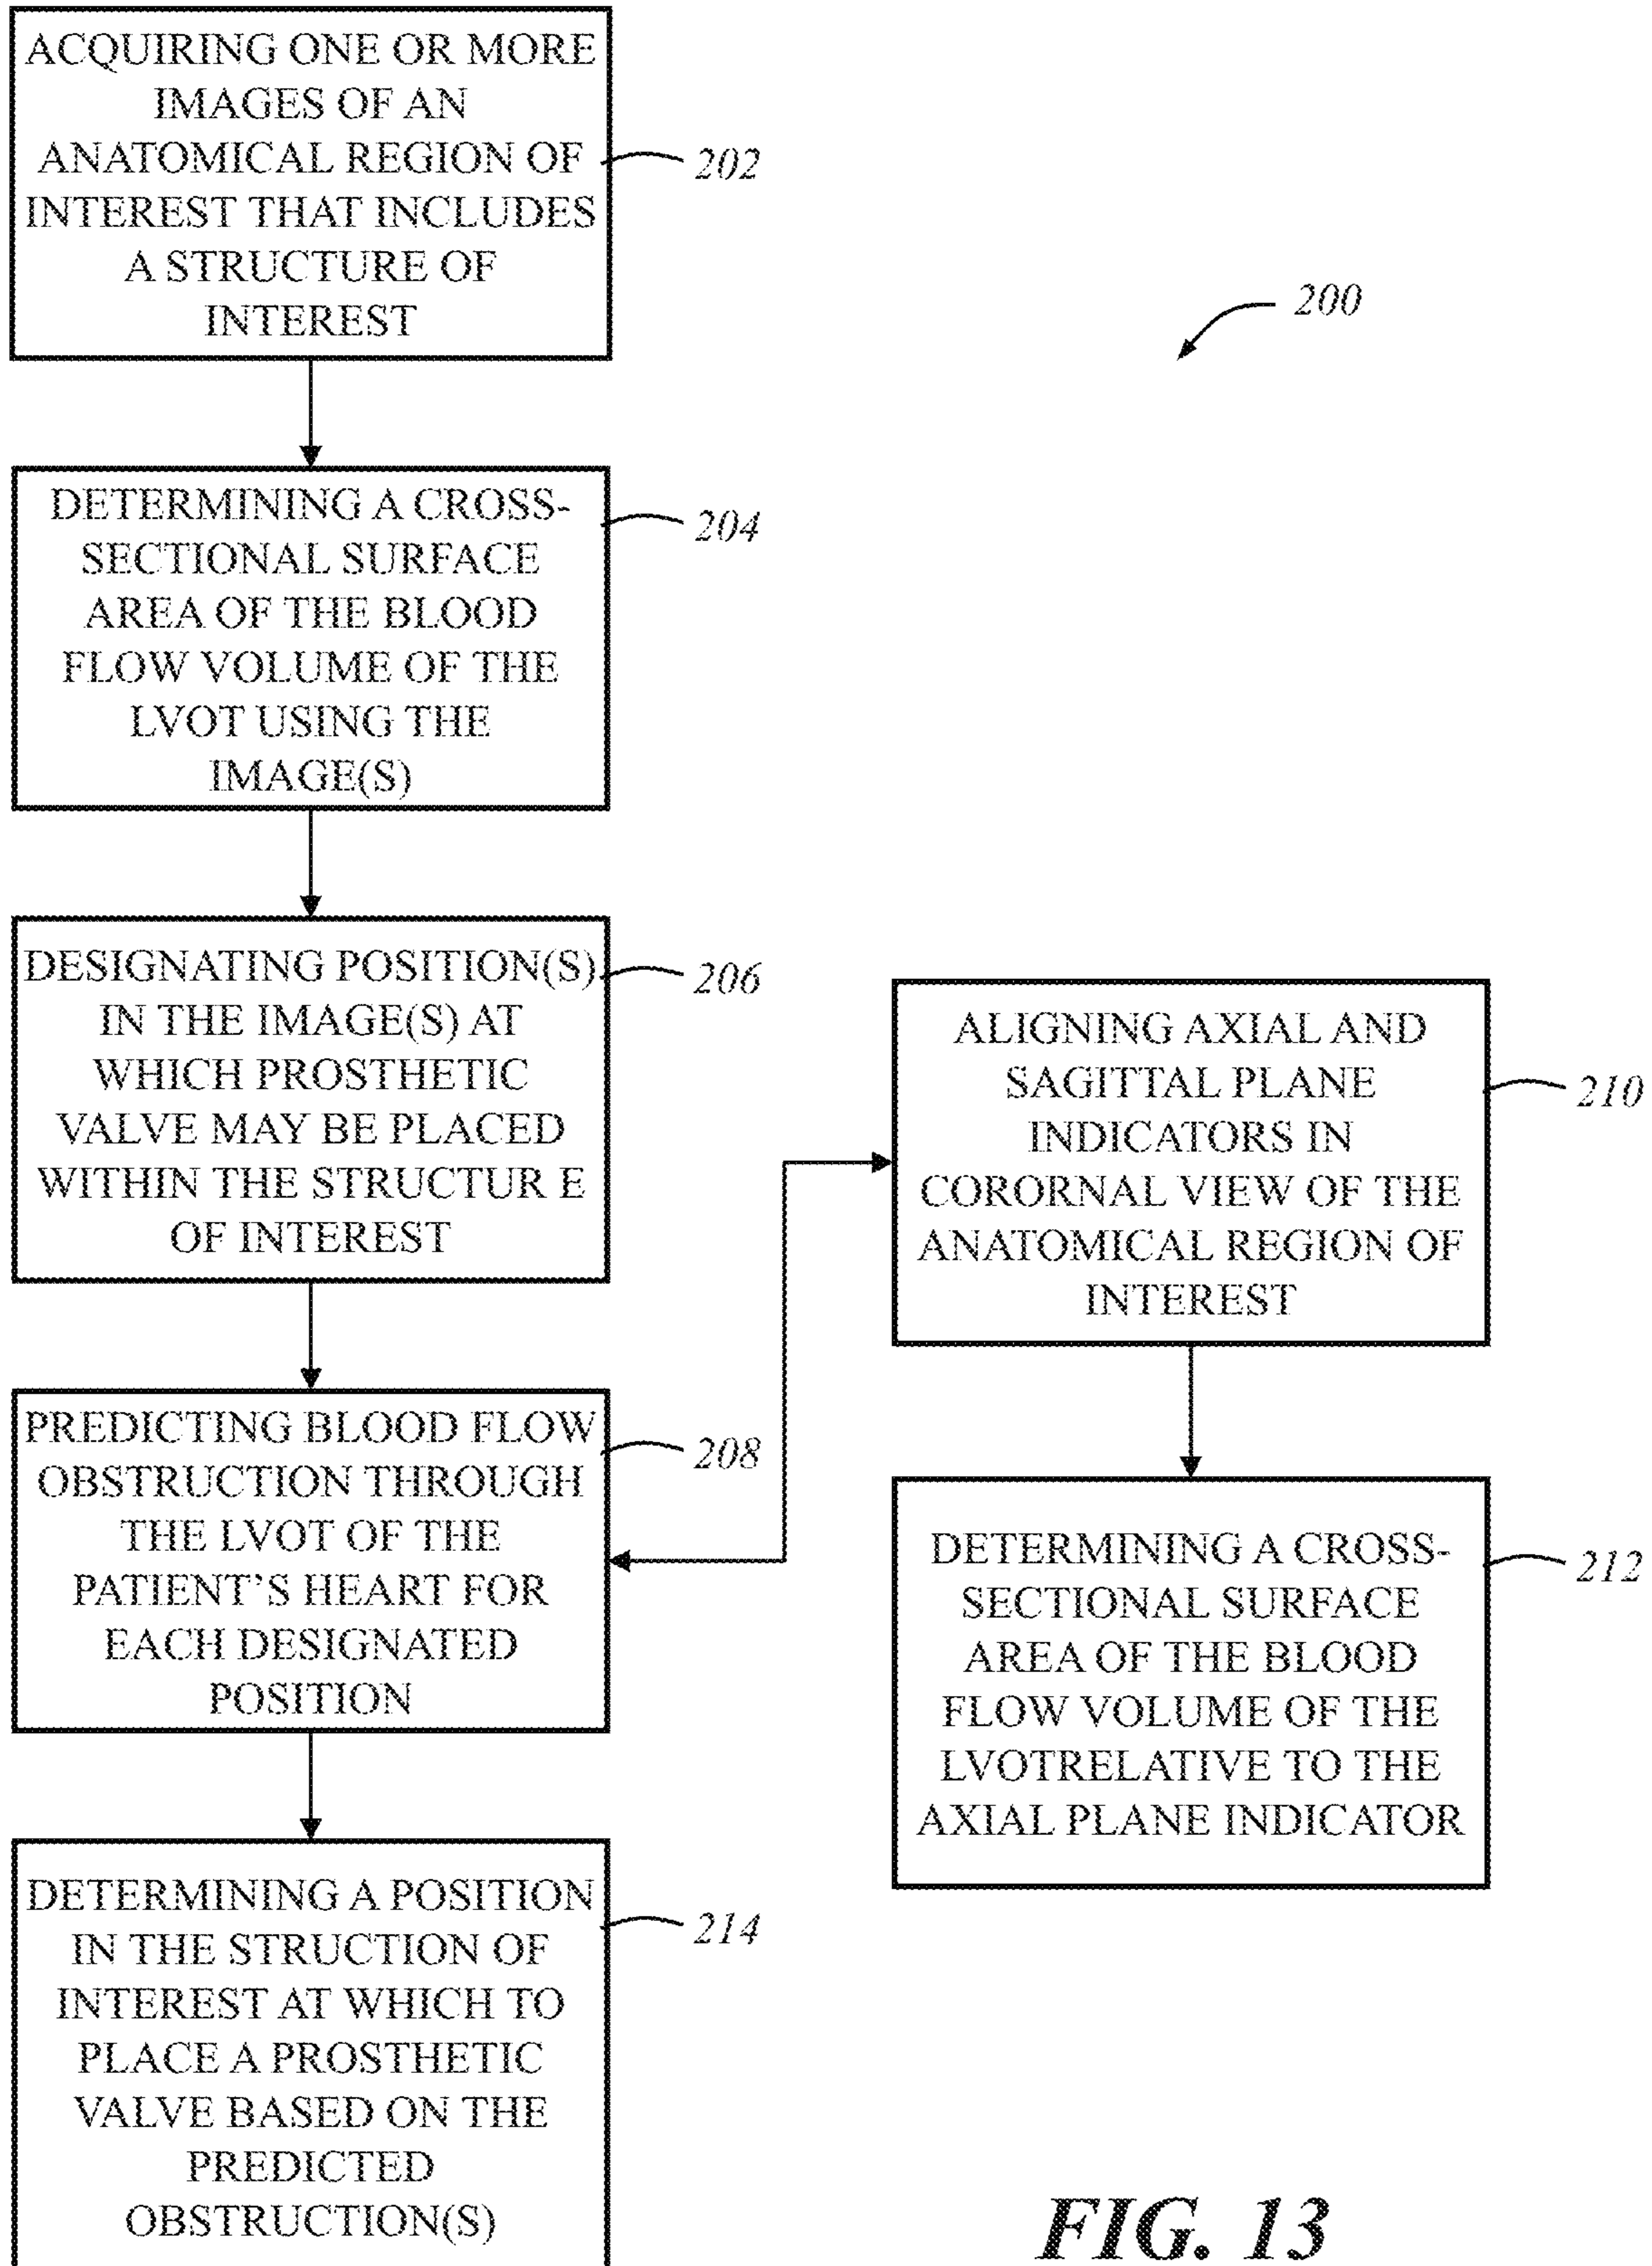 ACQUIRING ONE OR MORE
IMAGES OF AN
ANATOMICAL REGION OF
INTEREST THAT INCLUDES
A STRUCTURE OF
INTEREST
202
200
DETERMINING A CROSS-
SECTIONAL SURFACE
AREA OF THE BLOOD
FLOW VOLUME OF THE
LVOT USING THE
IMAGE(S)
204
DESIGNATING POSITION(S)
IN THE IMAGE(S) AT
WHICH PROSTHETIC
VALVE MAY BE PLACED
WITHIN THE STRUCTUR E
OF INTEREST
206
PREDICTING BLOOD FLOW
OBSTRUCTION THROUGH
THE LVOT OF THE
PATIENT'S HEART FOR
EACH DESIGNATED
POSITION
208
ALIGNING AXIAL AND
SAGITTAL PLANE
INDICATORS IN
CORORNAL VIEW OF THE
ANATOMICAL REGION OF
INTEREST
210
DETERMINING A CROSS-
SECTIONAL SURFACE
AREA OF THE BLOOD
FLOW VOLUME OF THE
LVOTRELATIVE TO THE
AXIAL PLANE INDICATOR
212
DETERMINING A POSITION
IN THE STRUCTION OF
INTEREST AT WHICH TO
PLACE A PROSTHETIC
VALVE BASED ON THE
PREDICTED
OBSTRUCTION(S)
214
FIG. 13